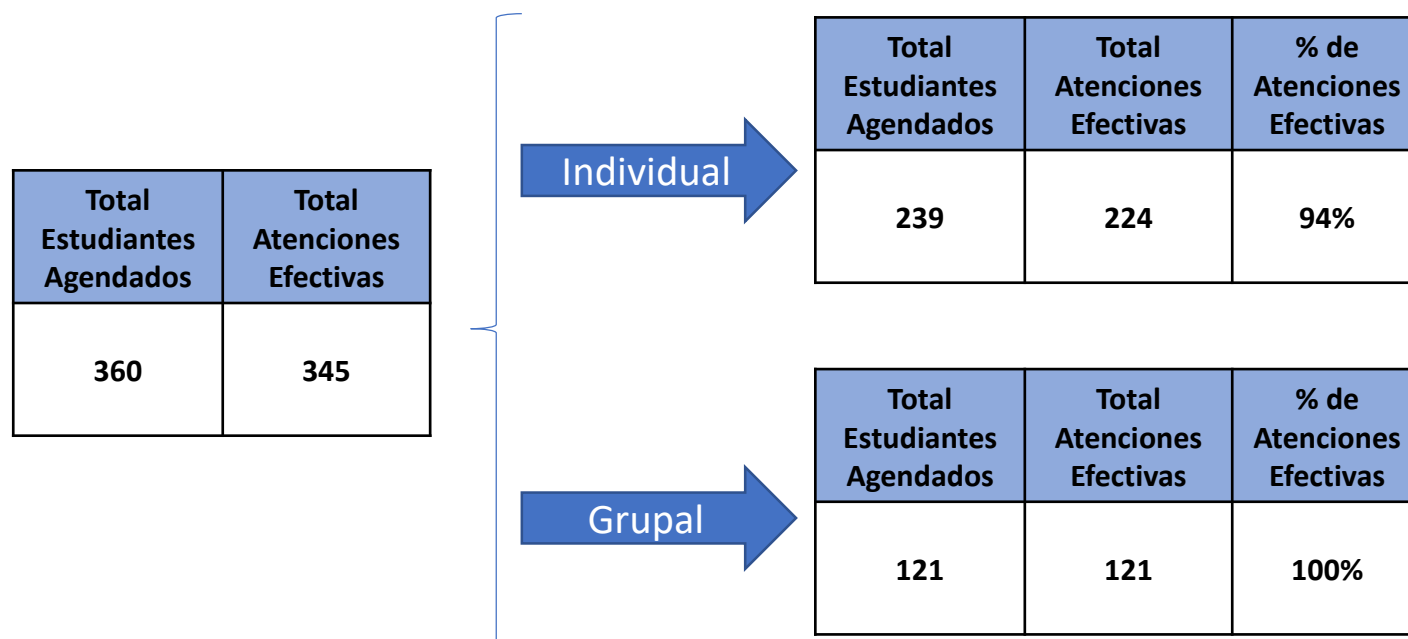 Total
Estudiantes
Agendados
Total
Atenciones
Efectivas
360
345
Individual
Total
Estudiantes
Agendados
Total
Atenciones
Efectivas
% de
Atenciones
Efectivas
239
224
94%
Grupal
Total
Estudiantes
Agendados
Total
Atenciones
Efectivas
% de
Atenciones
Efectivas
121
121
100%